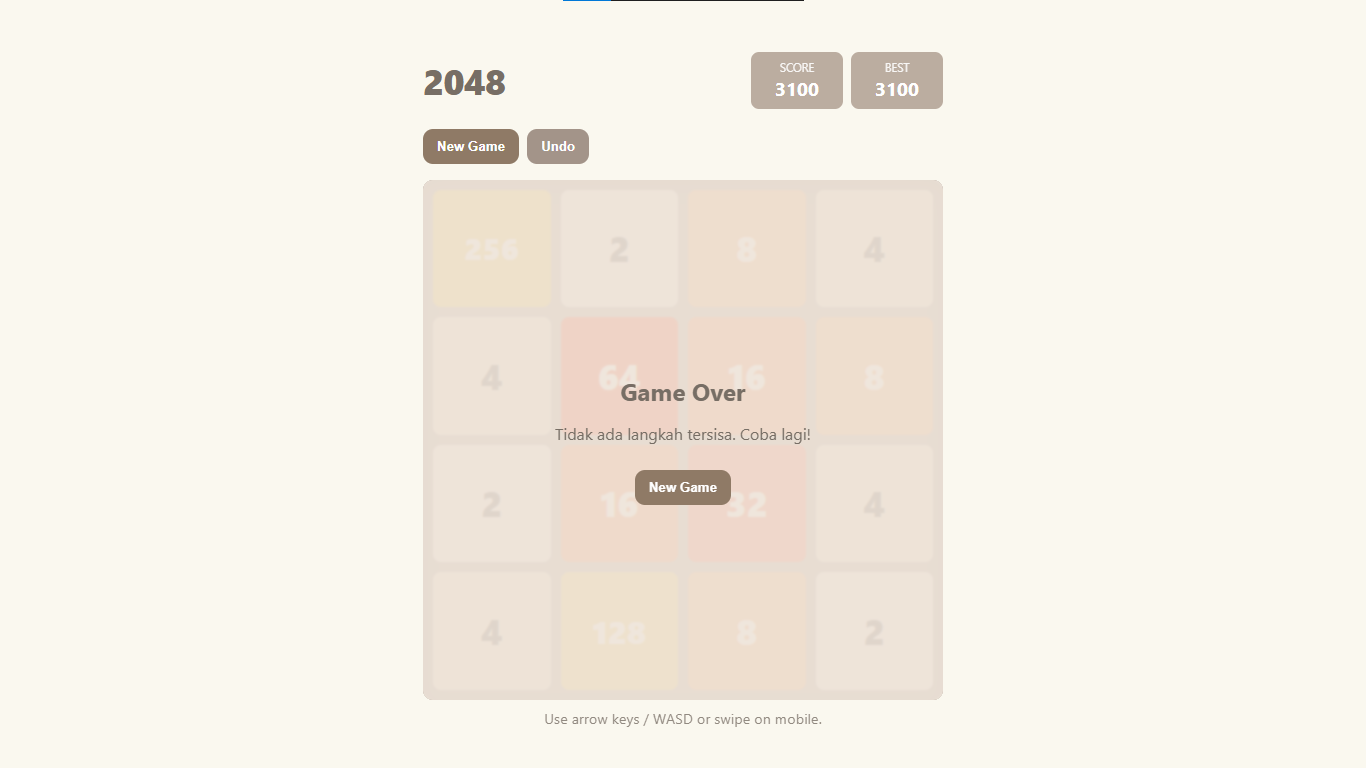 2048
SCORE
3100
BEST
3100
New Game
Undo
256 2 8 4
4 64 16 8
Game Over
Tidak ada langkah tersisa. Coba lagi!
New Game
2 16 32 4
4 128 8 2
Use arrow keys / WASD or swipe on mobile.